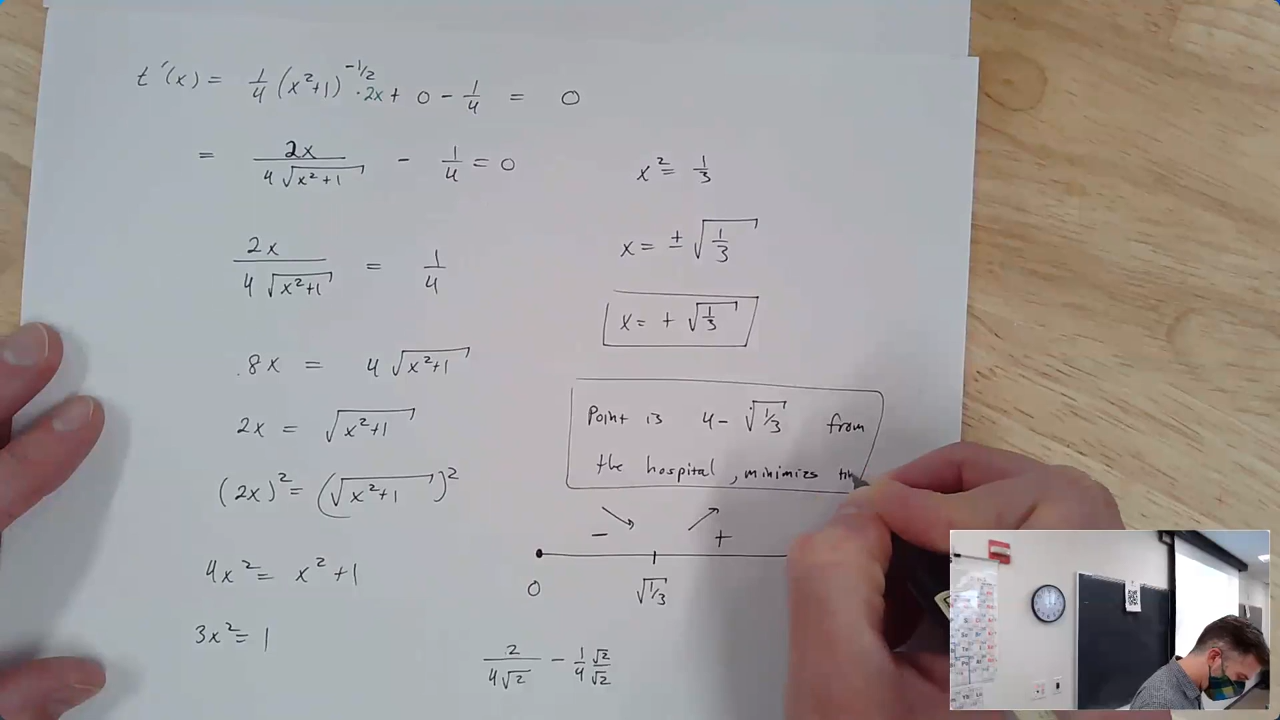 t'(x) = 1/4 (x²+1)^(-1/2) · 2x + 0 - 1/4 = 0
= 2x/(4√(x²+1)) - 1/4 = 0
2x/(4√(x²+1)) = 1/4
8x = 4√(x²+1)
2x = √(x²+1)
(2x)² = (√(x²+1))²
4x² = x²+1
3x² = 1
x² = 1/3
x = ± √(1/3)
x = + √(1/3)
Point is 4 - √(1/3) from
the hospital, minimizes
- +
0 √(1/3)
2/(4√2) - 1/4 √2/√2